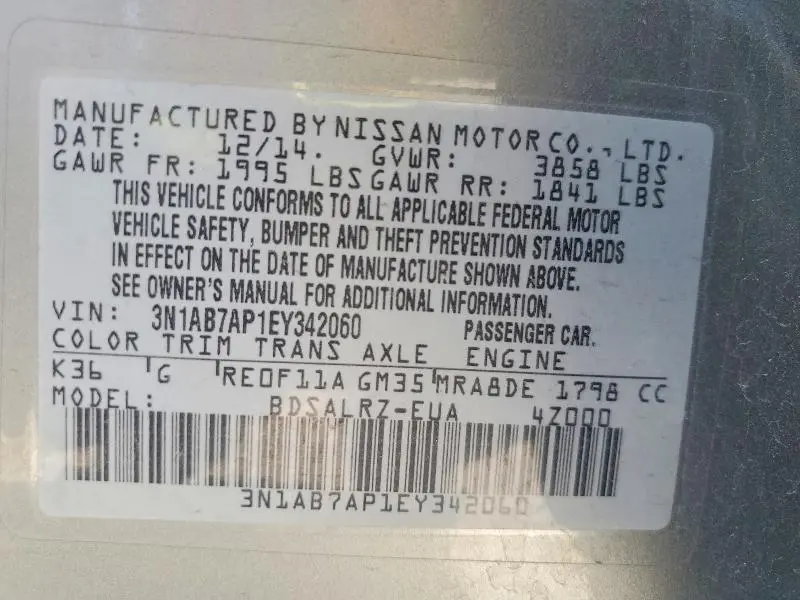 MANUFACTURED BY NISSAN MOTOR CO., LTD.
DATE: 12/14. GVWR: 3858 LBS
GAWR FR: 1995 LBS GAWR RR: 1841 LBS
THIS VEHICLE CONFORMS TO ALL APPLICABLE FEDERAL MOTOR
VEHICLE SAFETY, BUMPER AND THEFT PREVENTION STANDARDS
IN EFFECT ON THE DATE OF MANUFACTURE SHOWN ABOVE.
SEE OWNER'S MANUAL FOR ADDITIONAL INFORMATION.
VIN: 3N1AB7AP1EY342060 PASSENGER CAR.
COLOR TRIM TRANS AXLE ENGINE
K36 G RE0F11A GM35 MRA8DE 1798 CC
MODEL: BDSALRZ-EUA 4Z000
3N1AB7AP1EY342060